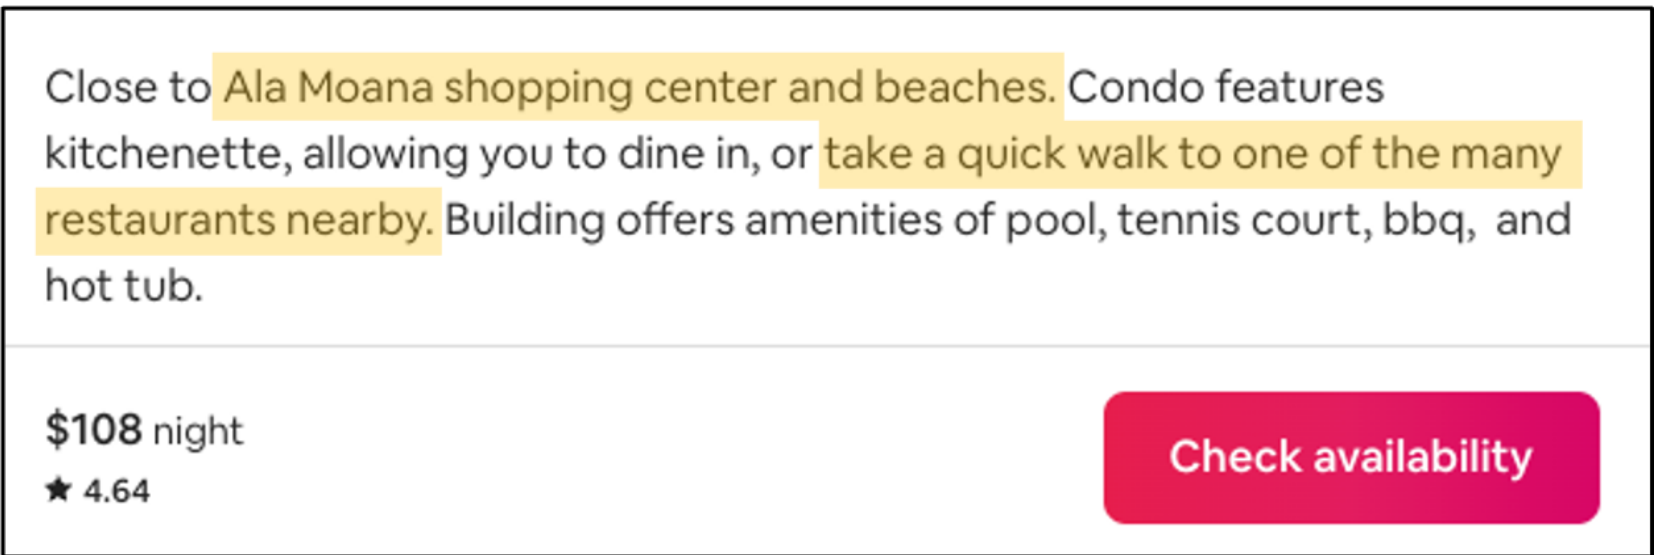 Close to Ala Moana shopping center and beaches. Condo features
kitchenette, allowing you to dine in, or take a quick walk to one of the many
restaurants nearby. Building offers amenities of pool, tennis court, bbq,  and
hot tub.
$108 night
★ 4.64
Check availability